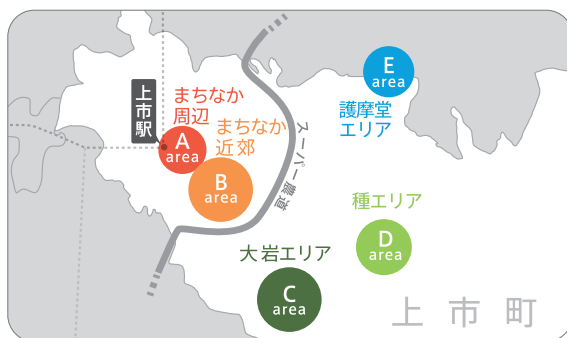 上市駅
まちなか
周辺
A
area
まちなか
近郊
B
area
スーパー農道
E
area
護摩堂
エリア
種エリア
D
area
大岩エリア
C
area
上市町